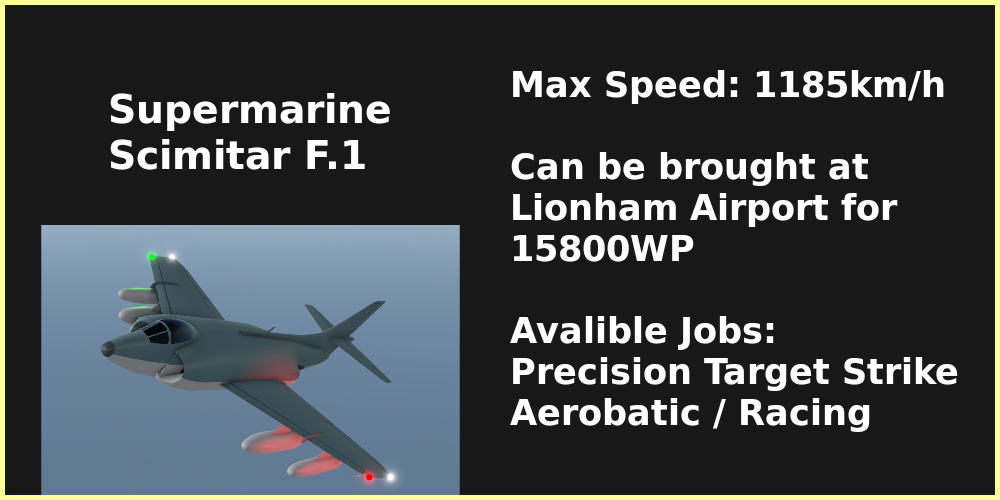 Supermarine
Scimitar F.1
Max Speed: 1185km/h
Can be brought at
Lionham Airport for
15800WP
Avalible Jobs:
Precision Target Strike
Aerobatic / Racing